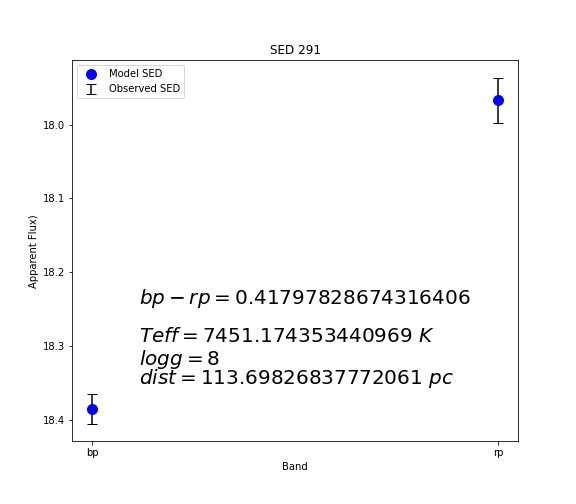 SED 291
Model SED
Observed SED
18.0
18.1
18.2
18.3
18.4
Apparent Flux)
bp − rp = 0.41797828674316406
Teff = 7451.174353440969 K
logg = 8
dist = 113.69826837772061 pc
bp
rp
Band